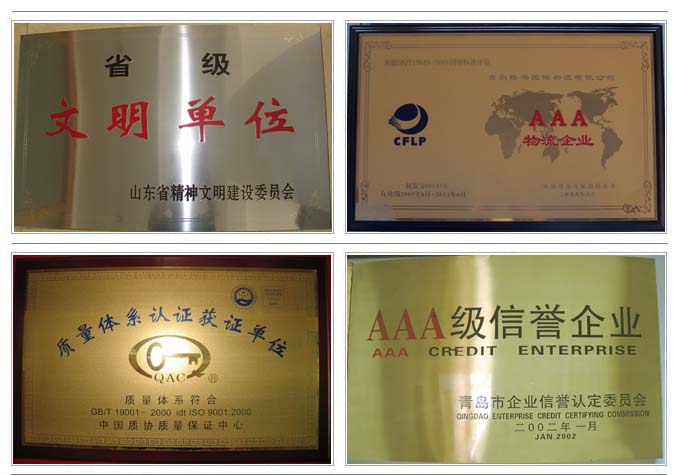 省 级
文明单位
山东省精神文明建设委员会
CFLP
AAA
物流企业
质量体系认证获证单位
QAC
®
质量体系符合
GB/T 19001- 2000 idt ISO 9001.2000
中国质协质量保证中心
AAA级信誉企业
AAA CREDIT ENTERPRISE
青岛市企业信誉认定委员会
QINGDAO ENTERPRISE CREDIT CERTIFYING COMMISSION
二00二年一月
JAN.2002